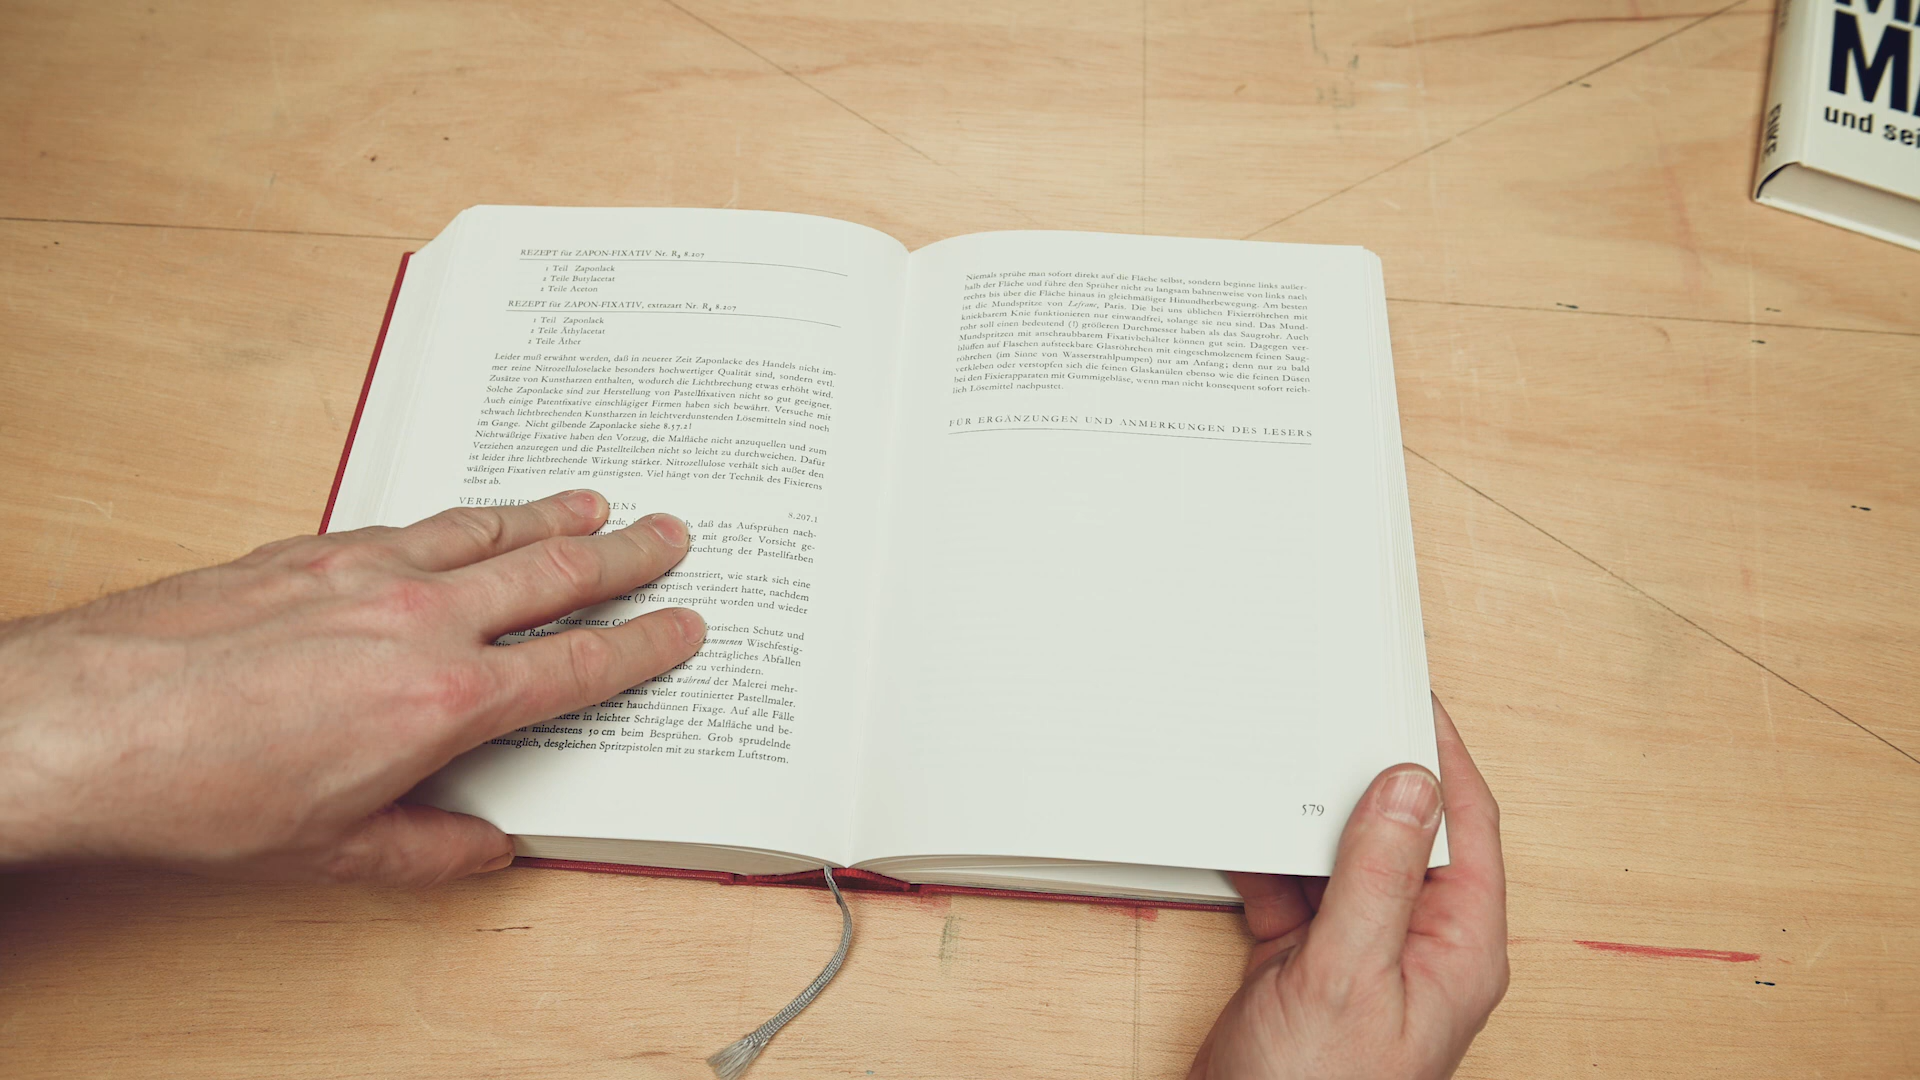 REZEPT für ZAPON-FIXATIV Nr. R₃ 8.207
1 Teil Zaponlack
2 Teile Butylacetat
2 Teile Aceton
REZEPT für ZAPON-FIXATIV, extrazart Nr. R₄ 8.207
1 Teil Zaponlack
2 Teile Äthylacetat
2 Teile Äther
Leider muß erwähnt werden, daß in neuerer Zeit Zaponlacke des Handels nicht im-
mer reine Nitrozelluloselacke besonders hochwertiger Qualität sind, sondern evtl.
Zusätze von Kunstharzen enthalten, wodurch die Lichtbrechung etwas erhöht wird.
Solche Zaponlacke sind zur Herstellung von Pastellfixativen nicht so gut geeignet.
Auch einige Patentfixative einschlägiger Firmen haben sich bewährt. Versuche mit
schwach lichtbrechenden Kunstharzen in leichtverdunstenden Lösemitteln sind noch
im Gange. Nicht gilbende Zaponlacke siehe 8.57.2!
Nichtwäßrige Fixative haben den Vorzug, die Malfläche nicht anzuquellen und zum
Verziehen anzuregen und die Pastellteilchen nicht so leicht zu durchweichen. Dafür
ist leider ihre lichtbrechende Wirkung stärker. Nitrozellulose verhält sich außer den
wäßrigen Fixativen relativ am günstigsten. Viel hängt von der Technik des Fixierens
selbst ab.
VERFAHREN 8.207.1
daß das Aufsprühen nach-
mit großer Vorsicht ge-
der Pastellfarben
demonstriert, wie stark sich eine
optisch verändert hatte, nachdem
(!) fein angesprüht worden und wieder
sofort unter Schutz und
und Wischfestig-
nachträgliches Abfallen
zu verhindern.
auch während der Malerei mehr-
vieler routinierter Pastellmaler.
einer hauchdünnen Fixage. Auf alle Fälle
in leichter Schräglage der Malfläche und be-
mindestens 50 cm beim Besprühen. Grob sprudelnde
untauglich, desgleichen Spritzpistolen mit zu starkem Luftstrom.
Niemals sprühe man sofort direkt auf die Fläche selbst, sondern beginne links außer-
halb der Fläche und führe den Sprüher nicht zu langsam bahnenweise von links nach
rechts bis über die Fläche hinaus in gleichmäßiger Hinundherbewegung. Am besten
ist die Mundspritze von Lefranc, Paris. Die bei uns üblichen Fixierröhrchen mit
knickbarem Knie funktionieren nur einwandfrei, solange sie neu sind. Das Mund-
rohr soll einen bedeutend (!) größeren Durchmesser haben als das Saugrohr. Auch
Mundspritzen mit anschraubbarem Fixativbehälter können gut sein. Dagegen ver-
blüffen auf Flaschen aufsteckbare Glasröhrchen mit eingeschmolzenem feinen Saug-
röhrchen (im Sinne von Wasserstrahlpumpen) nur am Anfang; denn nur zu bald
verkleben oder verstopfen sich die feinen Glaskanülen ebenso wie die feinen Düsen
bei den Fixierapparaten mit Gummigebläse, wenn man nicht konsequent sofort reich-
lich Lösemittel nachpustet.
FÜR ERGÄNZUNGEN UND ANMERKUNGEN DES LESERS
579
und